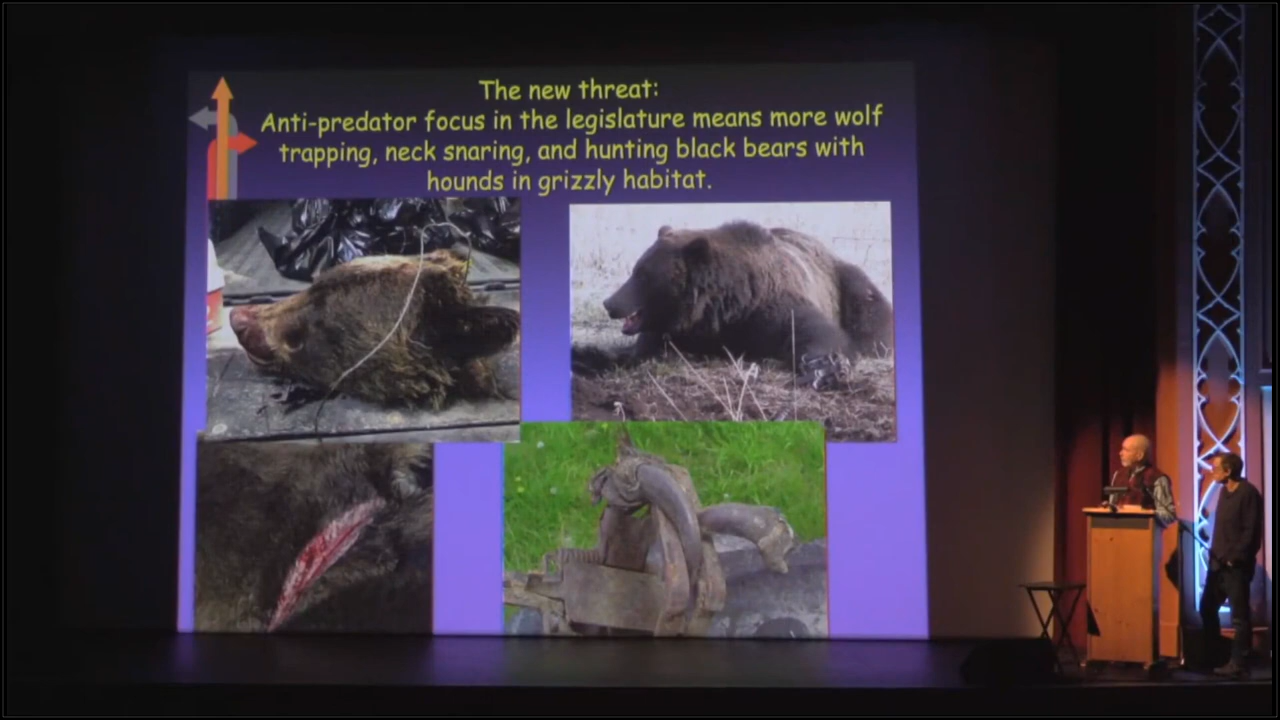 The new threat:
Anti-predator focus in the legislature means more wolf
trapping, neck snaring, and hunting black bears with
hounds in grizzly habitat.